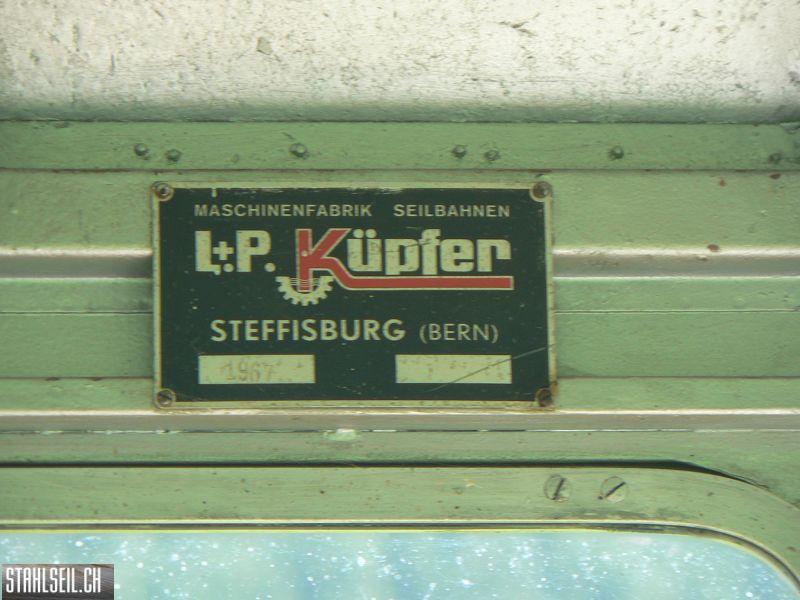 MASCHINENFABRIK SEILBAHNEN
L+P. Küpfer
STEFFISBURG (BERN)
1967
STAHLSEIL.CH